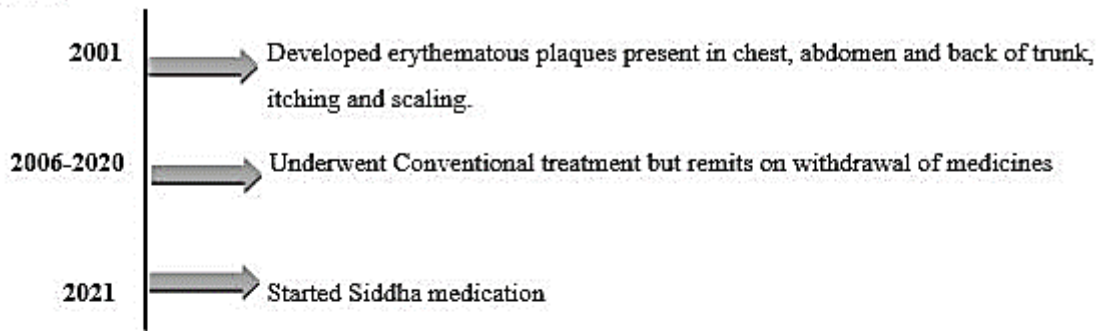 2001 Developed erythematous plaques present in chest, abdomen and back of trunk,
itching and scaling.
2006-2020 Underwent Conventional treatment but remits on withdrawal of medicines
2021 Started Siddha medication